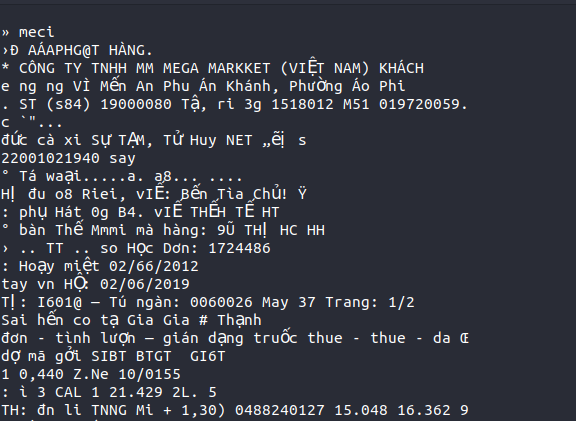 » meci
›Đ AÁAPHG@T HÀNG.
* CÔNG TY TNHH MM MEGA MARKKET (VIỆT NAM) KHÁCH
e ng ng VÌ Mến An Phu Án Khánh, Phường Áo Phi
. ST (s84) 19000080 Tậ, ri 3g 1518012 M51 019720059.
c `"...
đức cà xi Sự TẠM, Tử Huy NET „ẽị s
22001021940 say
° Tá waại.....a. a8... ....
Hị đu o8 Riei, vIẾ: Bến Tia Chủ! Ÿ
: phụ Hát 0g B4. vIẾ THẾH TẾ HT
° bàn Thế Mmmi mà hàng: 9Ũ THỊ HC HH
› .. TT .. so Học Dơn: 1724486
: Hoạy miệt 02/66/2012
tay vn HỘ: 02/06/2019
TỊ: I601@ – Tú ngàn: 0060026 May 37 Trang: 1/2
Sai hến co tạ Gia Gia # Thạnh
đơn - tình lượn – gián dạng truốc thue - thue - da Œ
dợ mã gởi SIBT BTGT  GI6T
1 0,440 Z.Ne 10/0155
: ì 3 CAL 1 21.429 2L. 5
TH: đn li TNNG Mi + 1,30) 0488240127 15.048 16.362 9